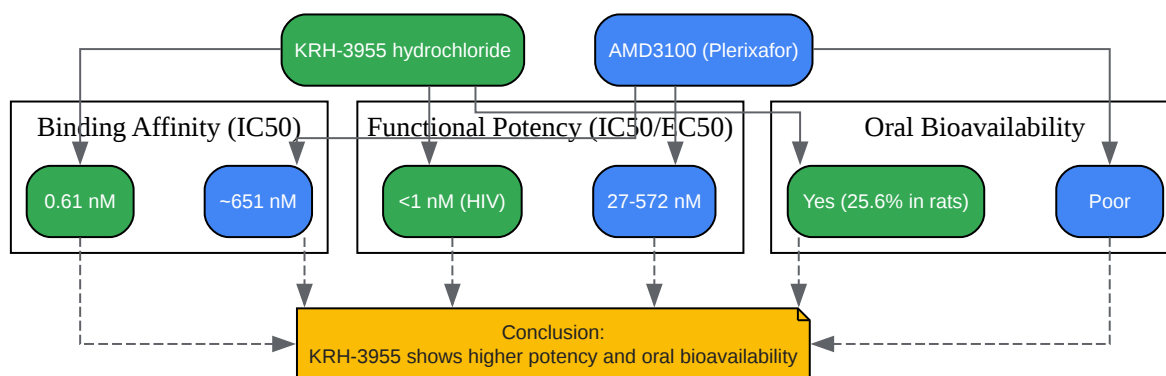 KRH-3955 hydrochloride
AMD3100 (Plerixafor)
Binding Affinity (IC50)
Functional Potency (IC50/EC50)
Oral Bioavailability
0.61 nM
~651 nM
<1 nM (HIV)
27-572 nM
Yes (25.6% in rats)
Poor
Conclusion:
KRH-3955 shows higher potency and oral bioavailability